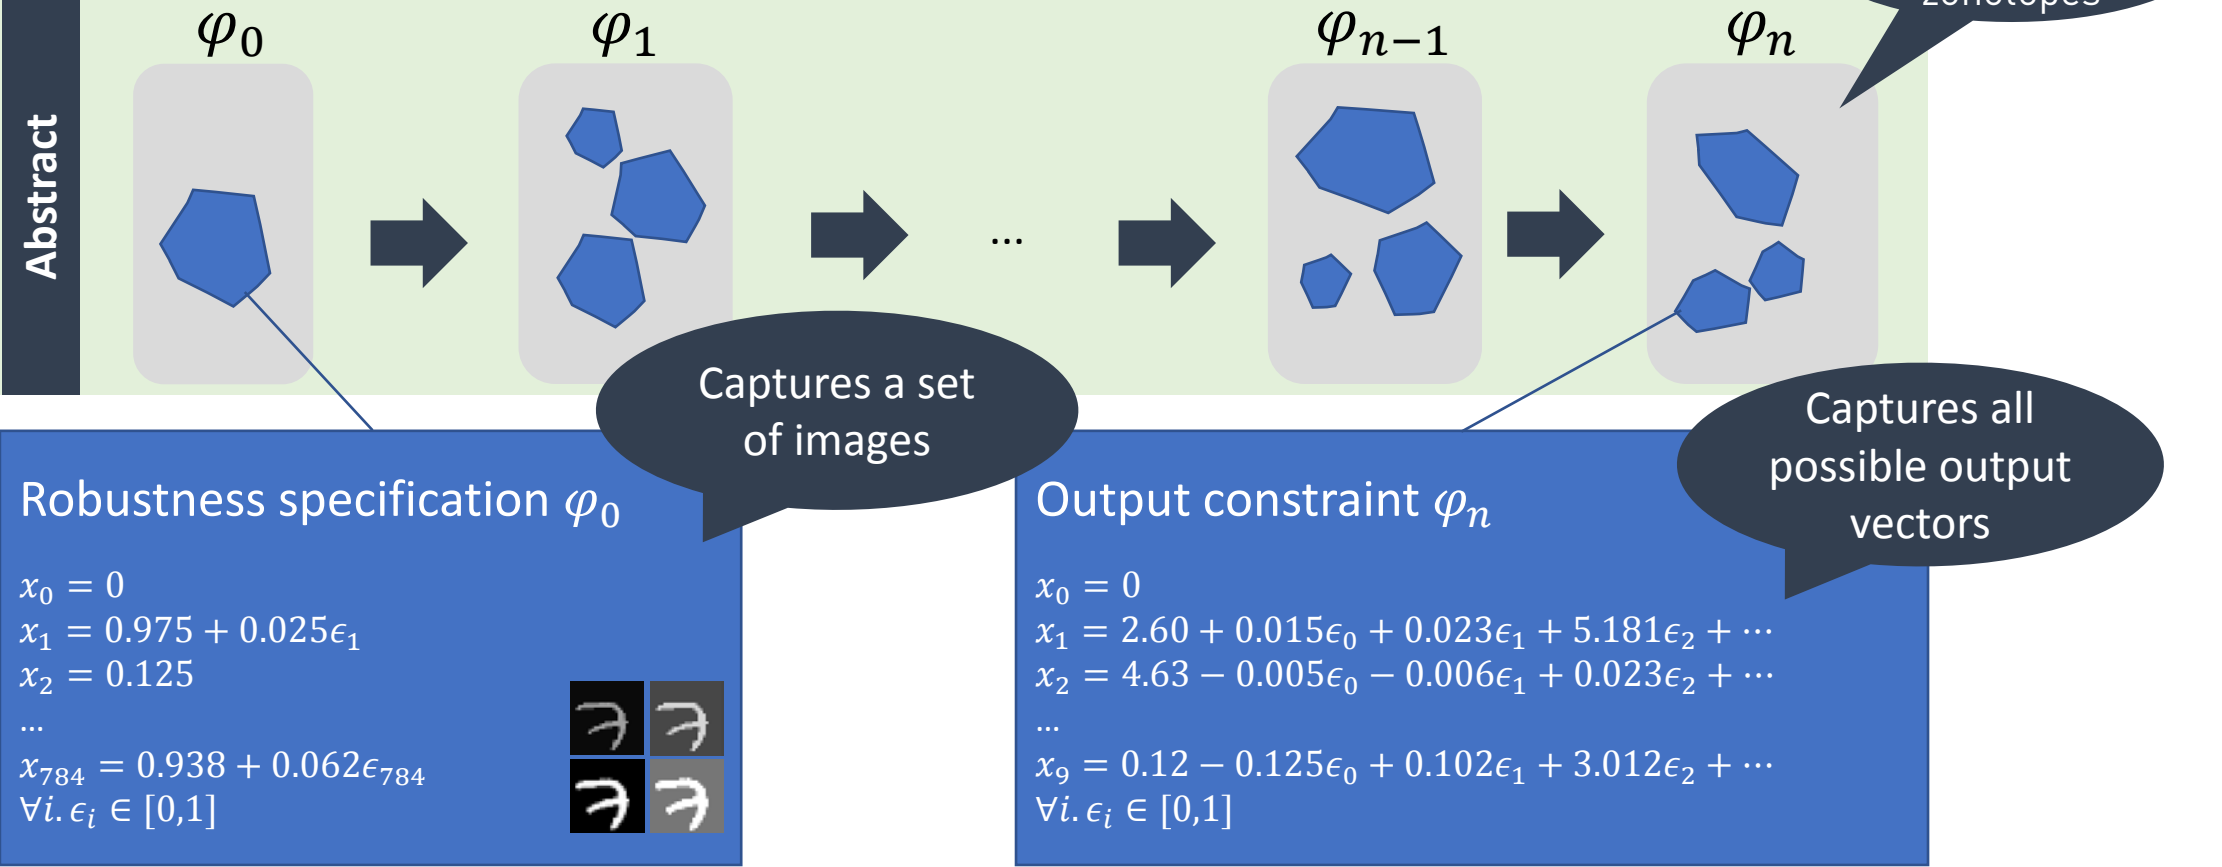 zonotopes
φ₀
φ₁
φₙ₋₁
φₙ
Abstract
...
Captures a set
of images
Captures all
possible output
vectors
Robustness specification φ₀
x₀ = 0
x₁ = 0.975 + 0.025ϵ₁
x₂ = 0.125
...
x₇₈₄ = 0.938 + 0.062ϵ₇₈₄
∀i. ϵᵢ ∈ [0,1]
Output constraint φₙ
x₀ = 0
x₁ = 2.60 + 0.015ϵ₀ + 0.023ϵ₁ + 5.181ϵ₂ + ⋯
x₂ = 4.63 − 0.005ϵ₀ − 0.006ϵ₁ + 0.023ϵ₂ + ⋯
...
x₉ = 0.12 − 0.125ϵ₀ + 0.102ϵ₁ + 3.012ϵ₂ + ⋯
∀i. ϵᵢ ∈ [0,1]